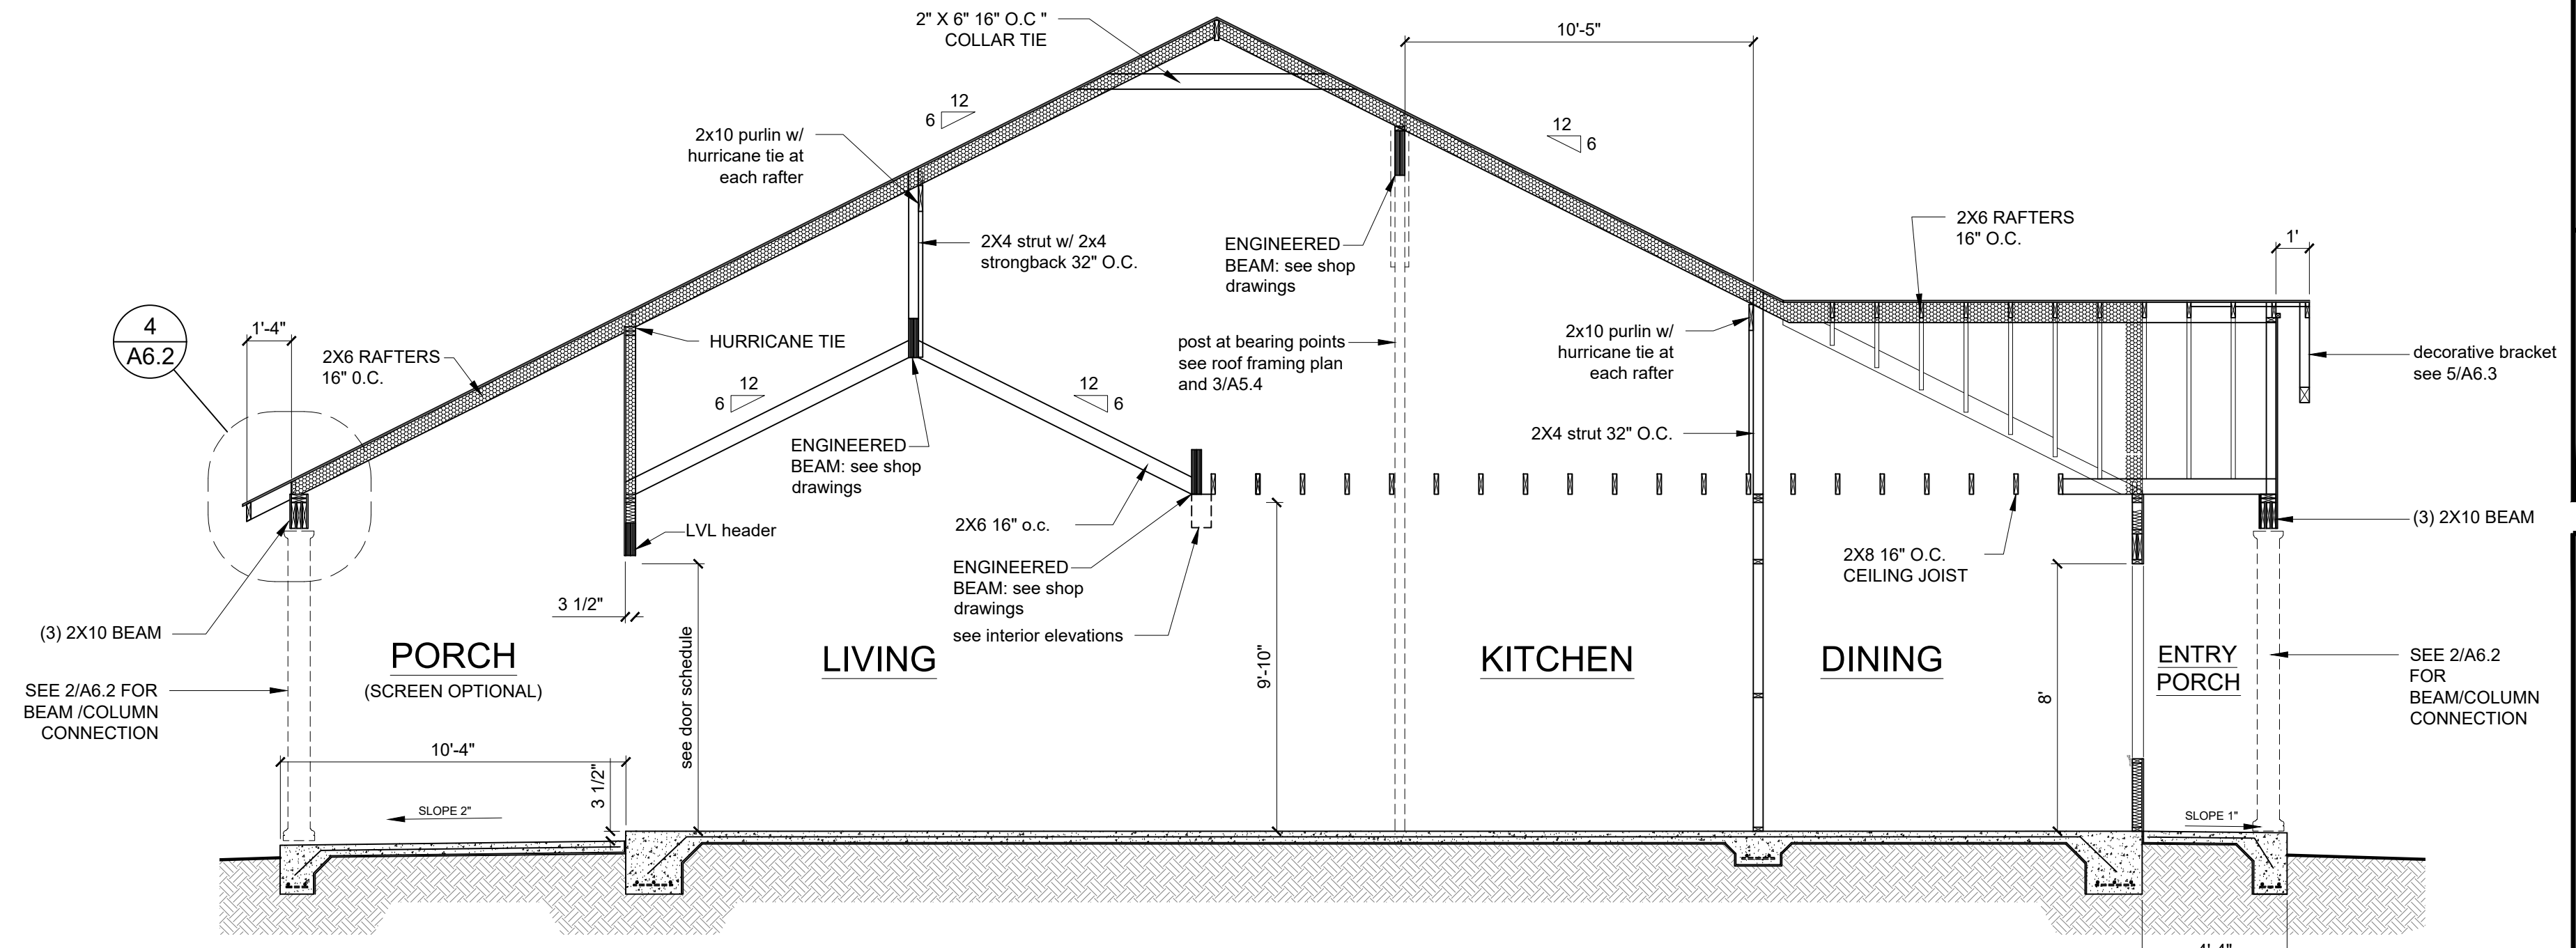 2" X 6" 16" O.C "
COLLAR TIE
10'-5"
12
6
2x10 purlin w/
hurricane tie at
each rafter
12
6
2X6 RAFTERS
16" O.C.
1'
2X4 strut w/ 2x4
strongback 32" O.C.
ENGINEERED
BEAM: see shop
drawings
4
A6.2
1'-4"
2X6 RAFTERS
16" 0.C.
HURRICANE TIE
post at bearing points
see roof framing plan
and 3/A5.4
2x10 purlin w/
hurricane tie at
each rafter
decorative bracket
see 5/A6.3
12
6
12
6
ENGINEERED
BEAM: see shop
drawings
2X4 strut 32" O.C.
LVL header
2X6 16" o.c.
(3) 2X10 BEAM
2X8 16" O.C.
CEILING JOIST
ENGINEERED
BEAM: see shop
drawings
3 1/2"
see interior elevations
(3) 2X10 BEAM
see door schedule
9'-10"
8'
PORCH
(SCREEN OPTIONAL)
LIVING
KITCHEN
DINING
ENTRY
PORCH
SEE 2/A6.2 FOR
BEAM /COLUMN
CONNECTION
SEE 2/A6.2
FOR
BEAM/COLUMN
CONNECTION
10'-4"
3 1/2"
SLOPE 2"
SLOPE 1"
4'-4"